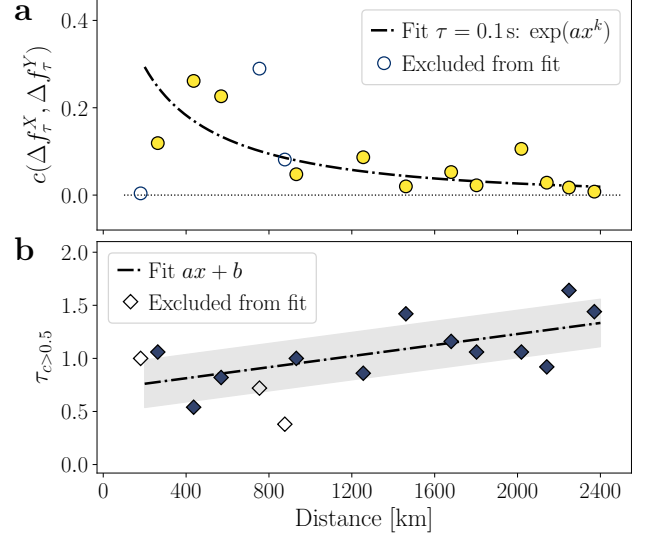 a
0.4
0.2
0.0
c(Δf_τ^X, Δf_τ^Y)
Fit τ = 0.1 s: exp(ax^k)
Excluded from fit
b
2.0
1.5
1.0
0.5
0.0
τ_{c>0.5}
Fit ax + b
Excluded from fit
0 400 800 1200 1600 2000 2400
Distance [km]